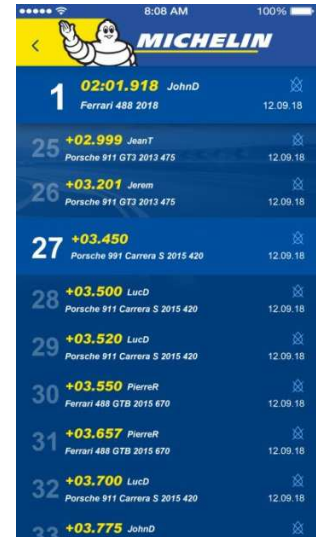 8:08 AM 100%
MICHELIN
1 02:01.918 JohnD
Ferrari 488 2018 12.09.18
25 +02.999 JeanT
Porsche 911 GT3 2013 475 12.09.18
26 +03.201 Jerem
Porsche 911 GT3 2013 475 12.09.18
27 +03.450
Porsche 991 Carrera S 2015 420 12.09.18
28 +03.500 LucD
Porsche 911 Carrera S 2015 420 12.09.18
29 +03.520 LucD
Porsche 911 Carrera S 2015 420 12.09.18
30 +03.550 PierreR
Ferrari 488 GTB 2015 670 12.09.18
31 +03.657 PierreR
Ferrari 488 GTB 2015 670 12.09.18
32 +03.700 LucD
Porsche 911 Carrera S 2015 420 12.09.18
33 +03.775 JohnD